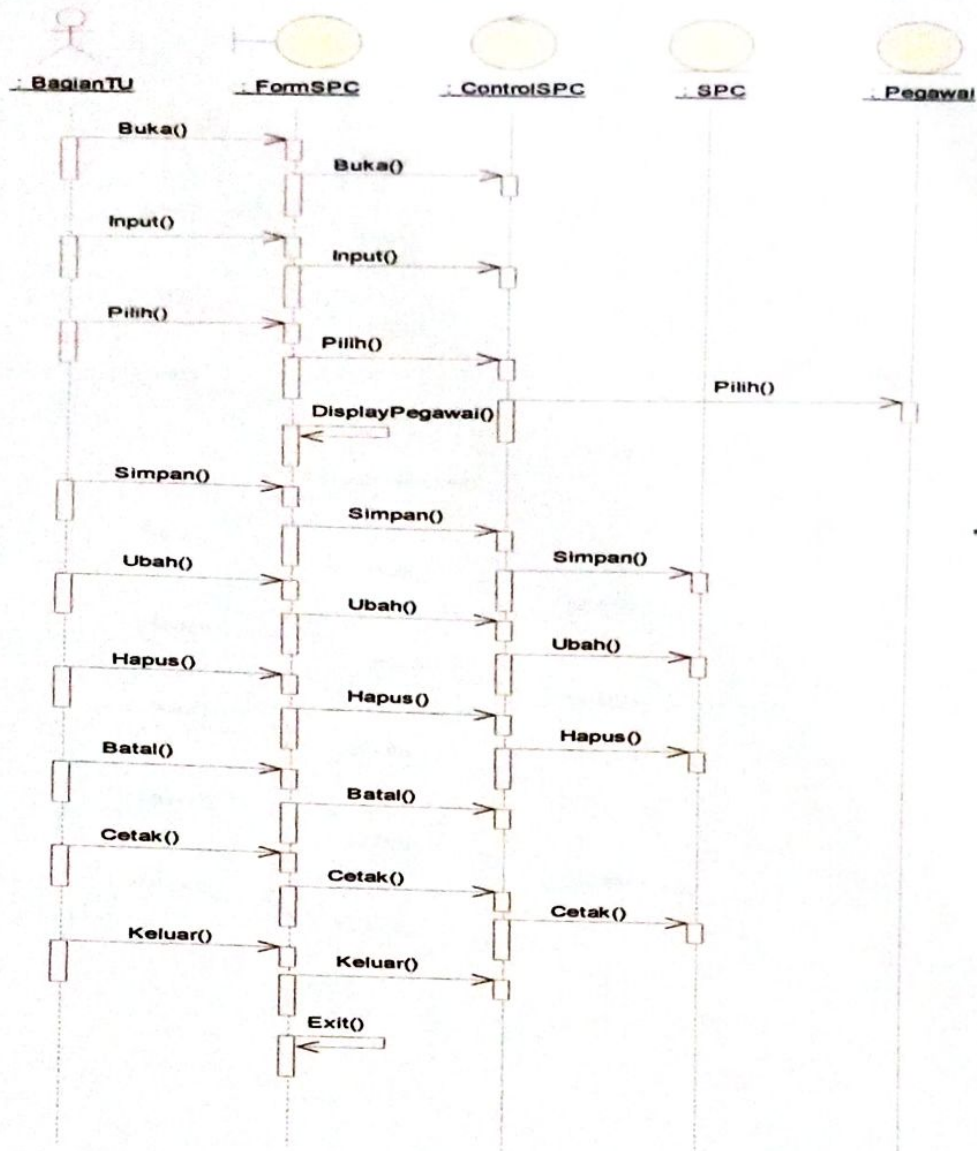 : BagianTU
: FormSPC
: ControlSPC
: SPC
: Pegawai
Buka()
Buka()
Input()
Input()
Pilih()
Pilih()
Pilih()
DisplayPegawai()
Simpan()
Simpan()
Simpan()
Ubah()
Ubah()
Ubah()
Hapus()
Hapus()
Hapus()
Batal()
Batal()
Cetak()
Cetak()
Cetak()
Keluar()
Keluar()
Exit()